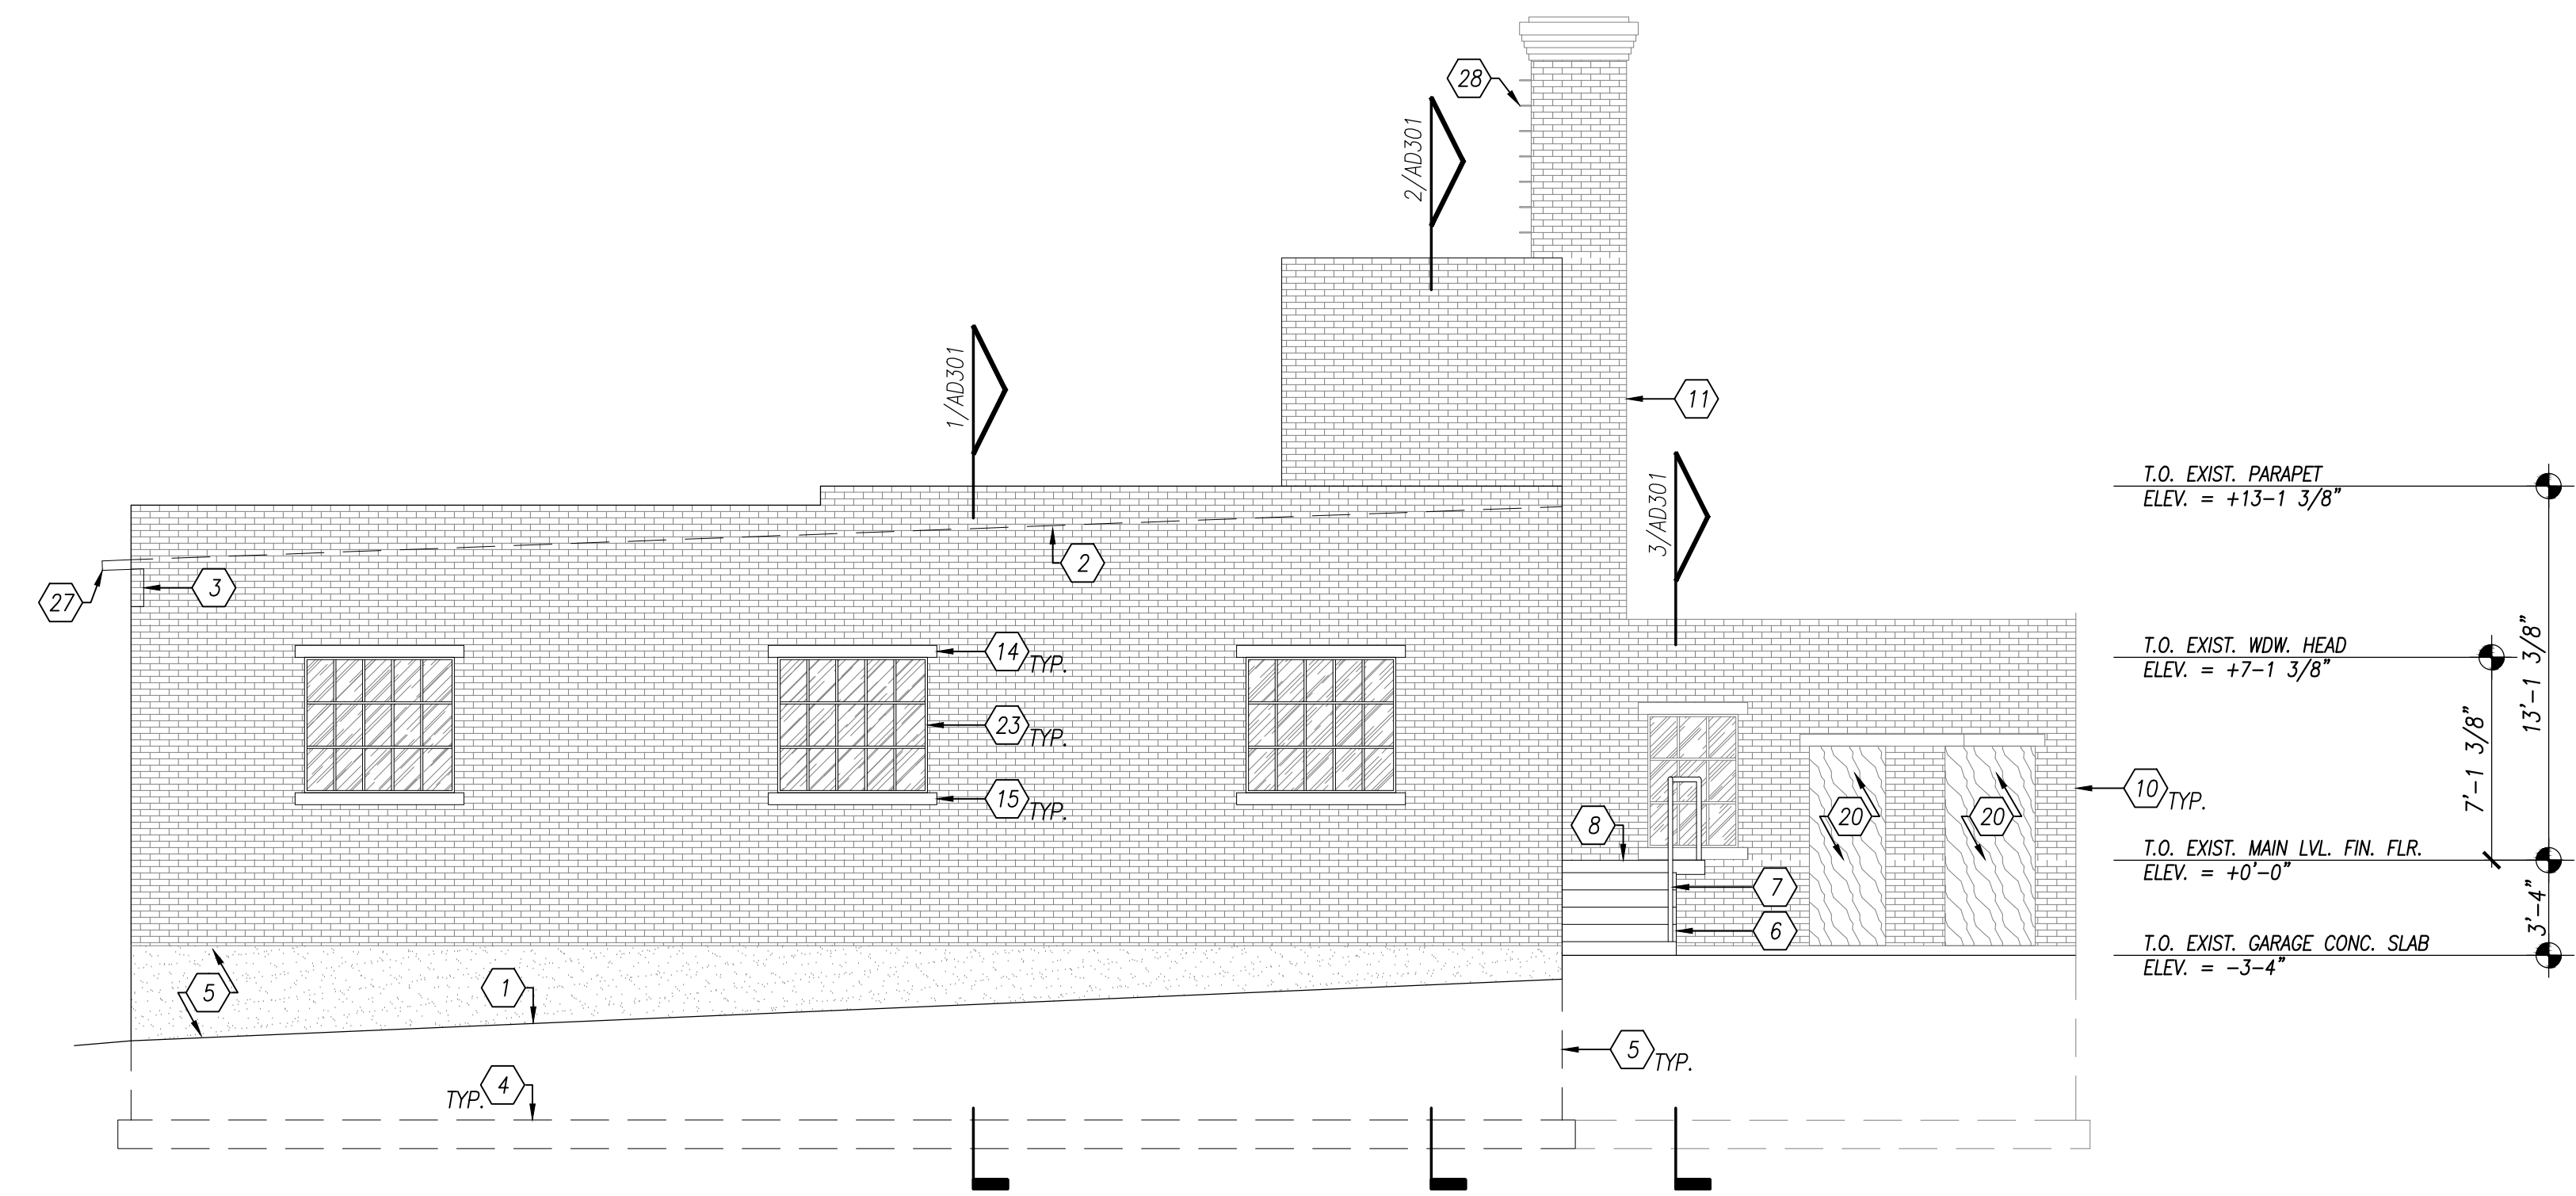 28
2/AD301
1/AD301
11
3/AD301
T.O. EXIST. PARAPET
ELEV. = +13-1 3/8"
2
3
27
13'-1 3/8"
14
TYP.
T.O. EXIST. WDW. HEAD
ELEV. = +7-1 3/8"
23
TYP.
7'-1 3/8"
15
TYP.
10
TYP.
20
20
8
T.O. EXIST. MAIN LVL. FIN. FLR.
ELEV. = +0'-0"
7
3'-4"
6
T.O. EXIST. GARAGE CONC. SLAB
ELEV. = -3-4"
5
1
5
TYP.
4
TYP.